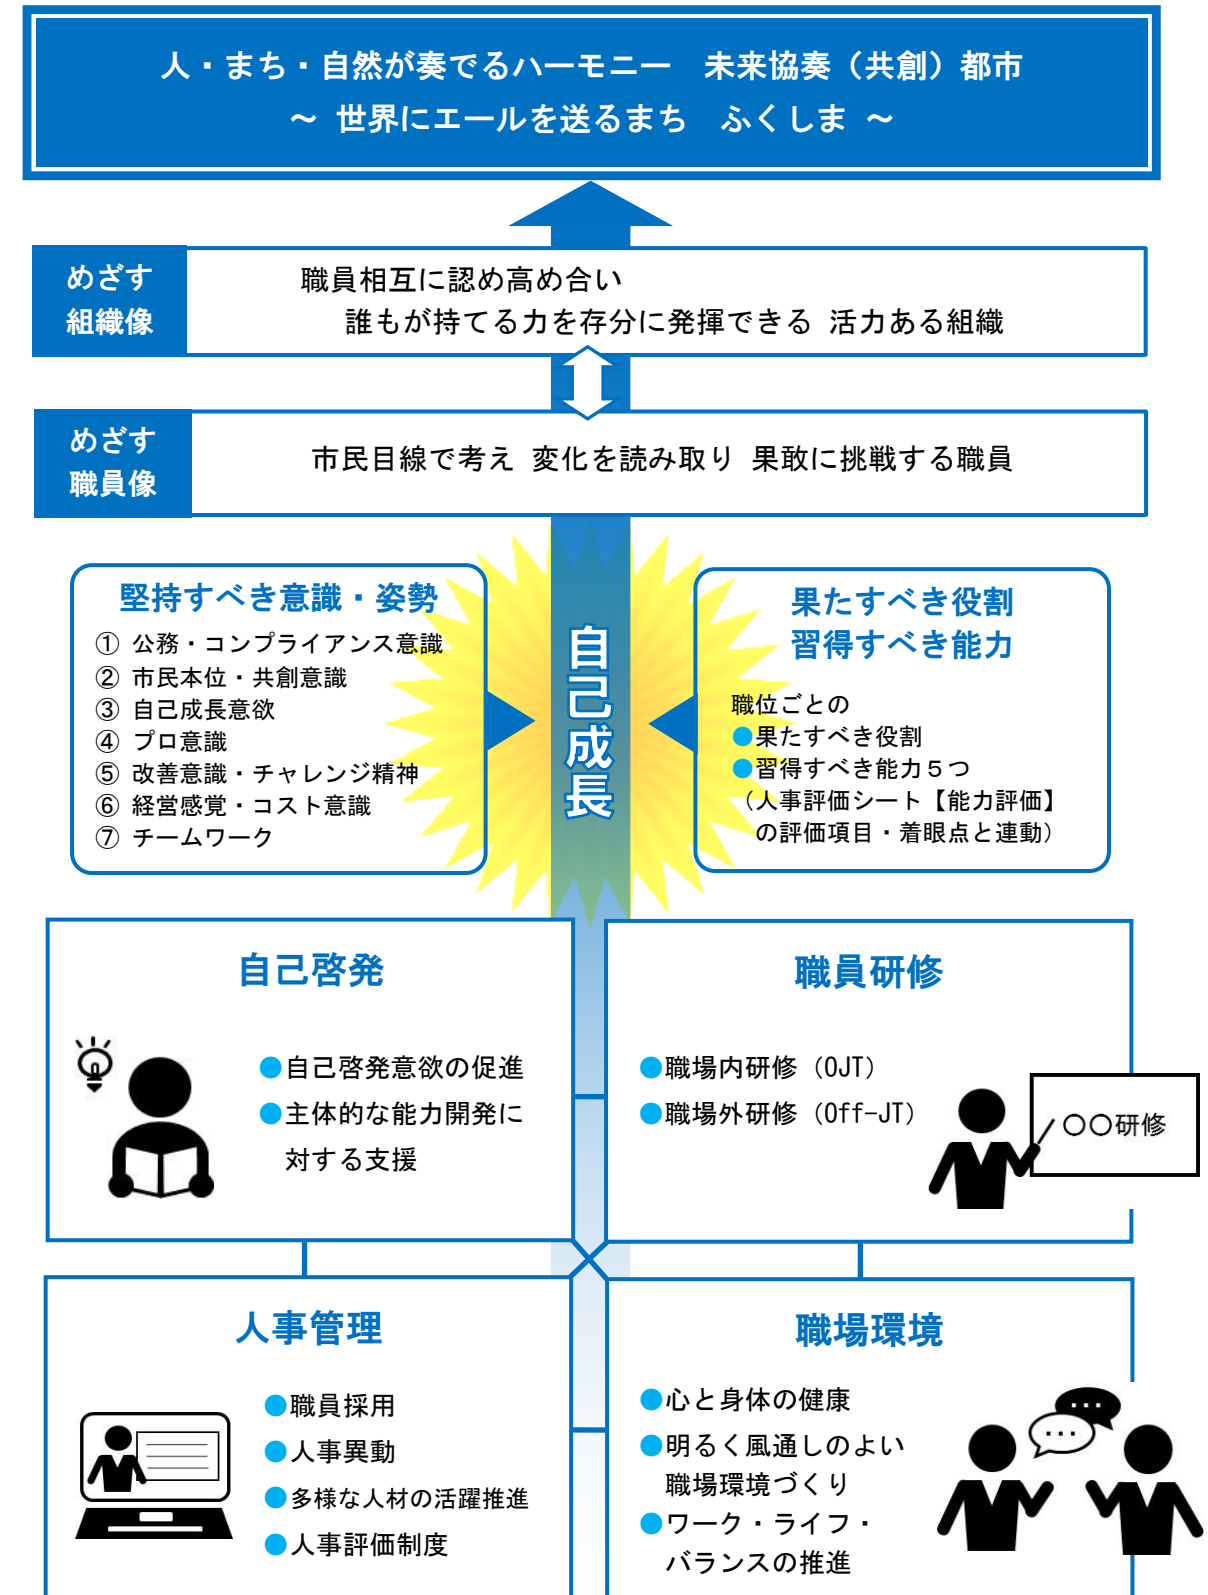 人・まち・自然が奏でるハーモニー　未来協奏（共創）都市
～ 世界にエールを送るまち　ふくしま ～
めざす
組織像
職員相互に認め高め合い
誰もが持てる力を存分に発揮できる 活力ある組織
めざす
職員像
市民目線で考え 変化を読み取り 果敢に挑戦する職員
堅持すべき意識・姿勢
① 公務・コンプライアンス意識
② 市民本位・共創意識
③ 自己成長意欲
④ プロ意識
⑤ 改善意識・チャレンジ精神
⑥ 経営感覚・コスト意識
⑦ チームワーク
自己成長
果たすべき役割
習得すべき能力
職位ごとの
●果たすべき役割
●習得すべき能力５つ
（人事評価シート【能力評価】
の評価項目・着眼点と連動）
自己啓発
●自己啓発意欲の促進
●主体的な能力開発に
対する支援
職員研修
●職場内研修（OJT）
●職場外研修（Off-JT）
〇〇研修
人事管理
●職員採用
●人事異動
●多様な人材の活躍推進
●人事評価制度
職場環境
●心と身体の健康
●明るく風通しのよい
職場環境づくり
●ワーク・ライフ・
バランスの推進